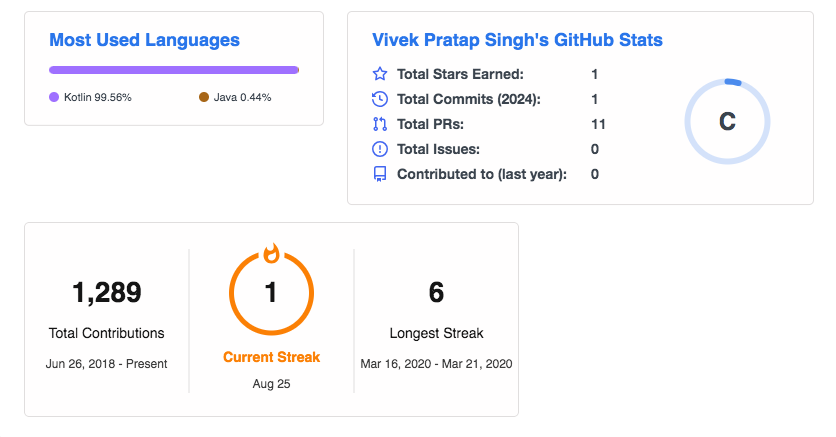 Most Used Languages
Kotlin 99.56%
Java 0.44%
Vivek Pratap Singh's GitHub Stats
Total Stars Earned: 1
Total Commits (2024): 1
Total PRs: 11
Total Issues: 0
Contributed to (last year): 0
C
1,289
Total Contributions
Jun 26, 2018 - Present
1
Current Streak
Aug 25
6
Longest Streak
Mar 16, 2020 - Mar 21, 2020